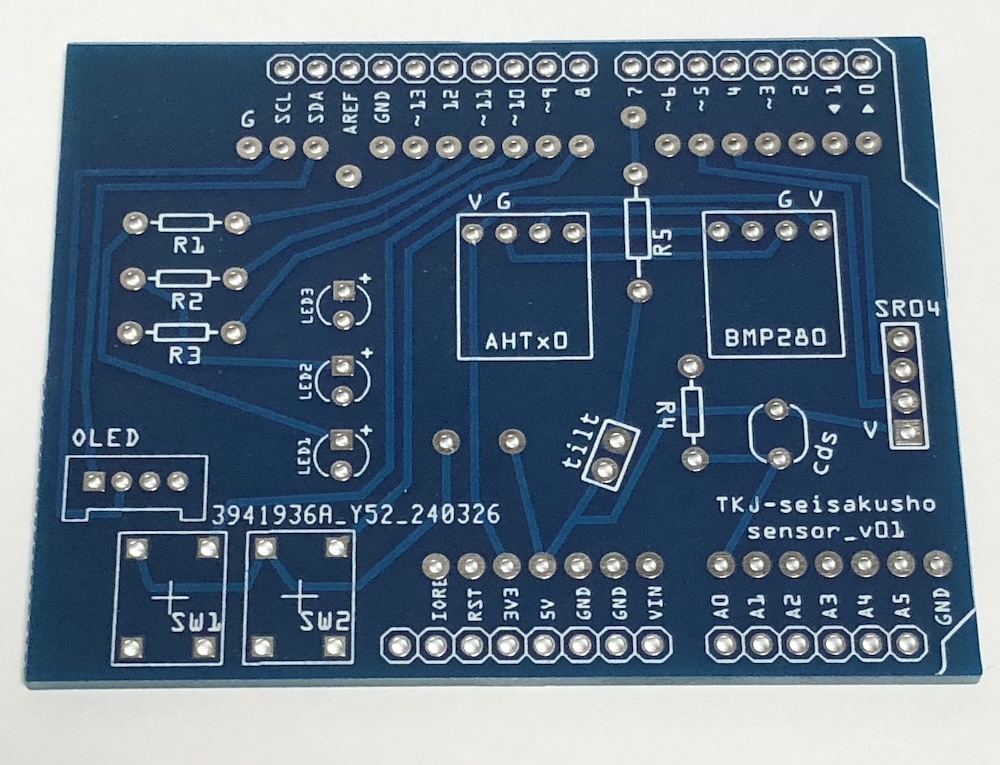 G
SCL
SDA
AREF
GND
~13
12
~11
~10
~9
8
7
~6
~5
4
~3
2
1
0
R1
R2
R3
LED3 +
LED2 +
LED1 +
V G
AHTx0
R5
G V
BMP280
SR04
V
R4
tilt
cds
OLED
3941936A_Y52_240326
TKJ-seisakusho
sensor_v01
SW1
SW2
IORE
RST
3V3
5V
GND
GND
VIN
A0
A1
A2
A3
A4
A5
GND